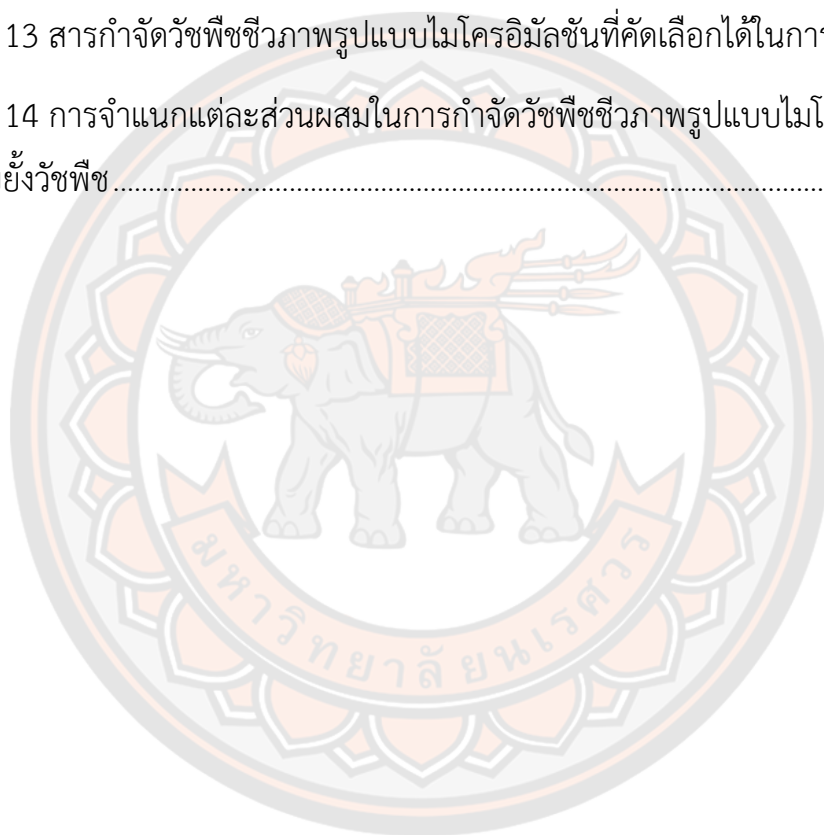 13 สารกำจัดวัชพืชชีวภาพรูปแบบไมโครอิมัลชันที่คัดเลือกได้ในการ
14 การจำแนกแต่ละส่วนผสมในการกำจัดวัชพืชชีวภาพรูปแบบไมโ
ยั้งวัชพืช
มหาวิทยาลัยนเรศวร